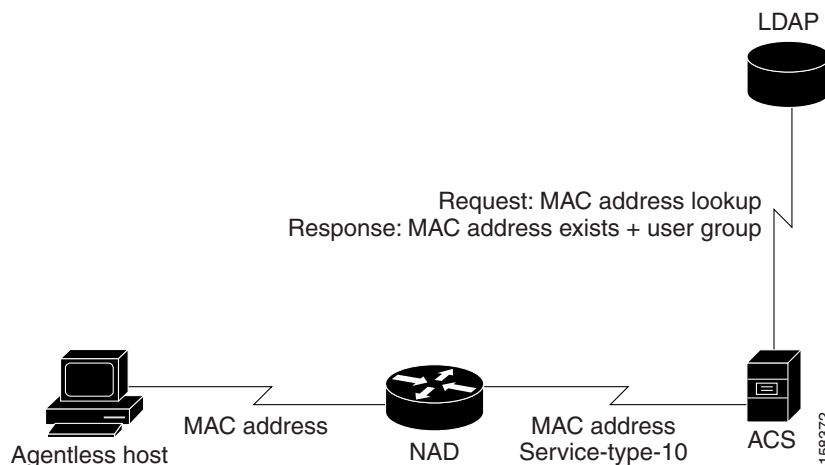 LDAP
Request: MAC address lookup
Response: MAC address exists + user group
MAC address
MAC address
Service-type-10
Agentless host
NAD
ACS
158372